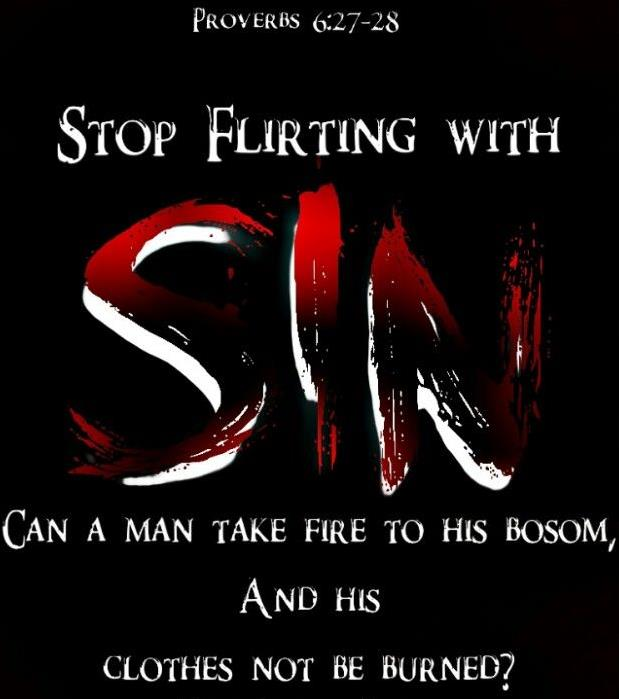 Proverbs 6:27-28
Stop Flirting with
SIN
Can a man take fire to his bosom,
And his
clothes not be burned?